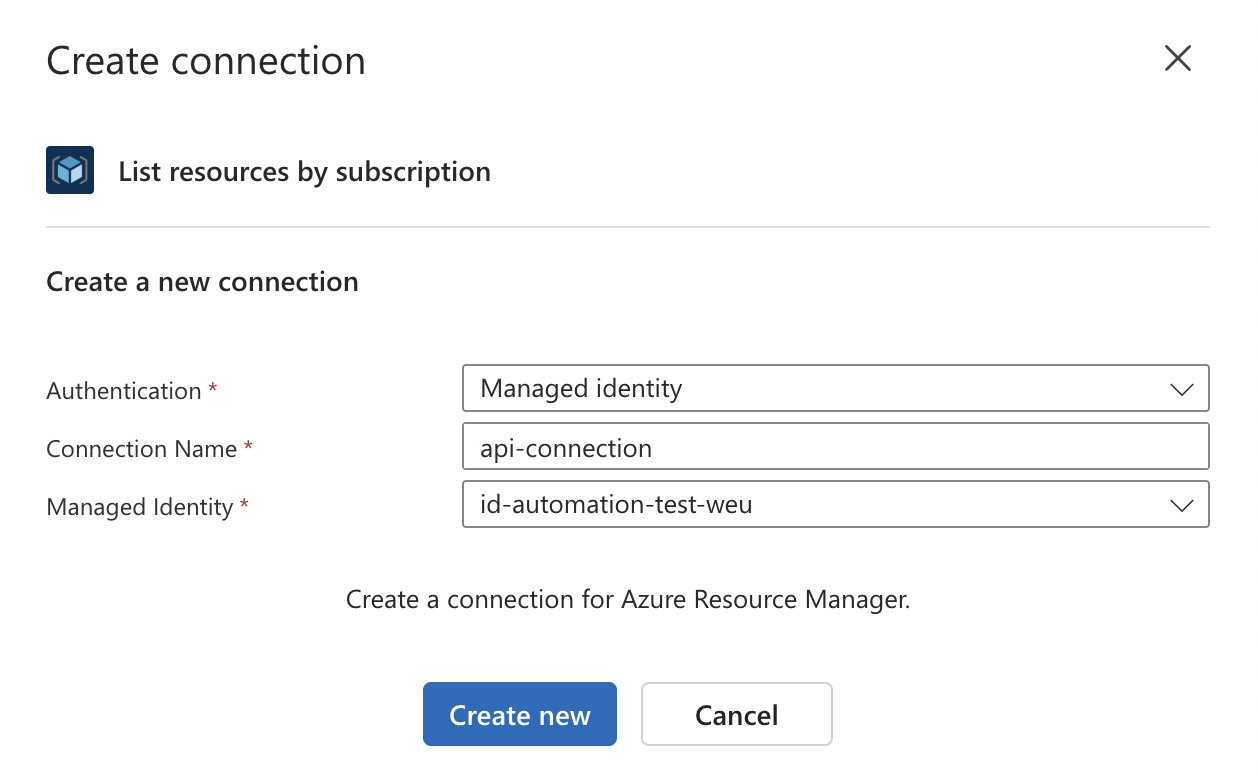 Create connection
List resources by subscription
Create a new connection
Authentication *
Managed identity
Connection Name *
api-connection
Managed Identity *
id-automation-test-weu
Create a connection for Azure Resource Manager.
Create new
Cancel